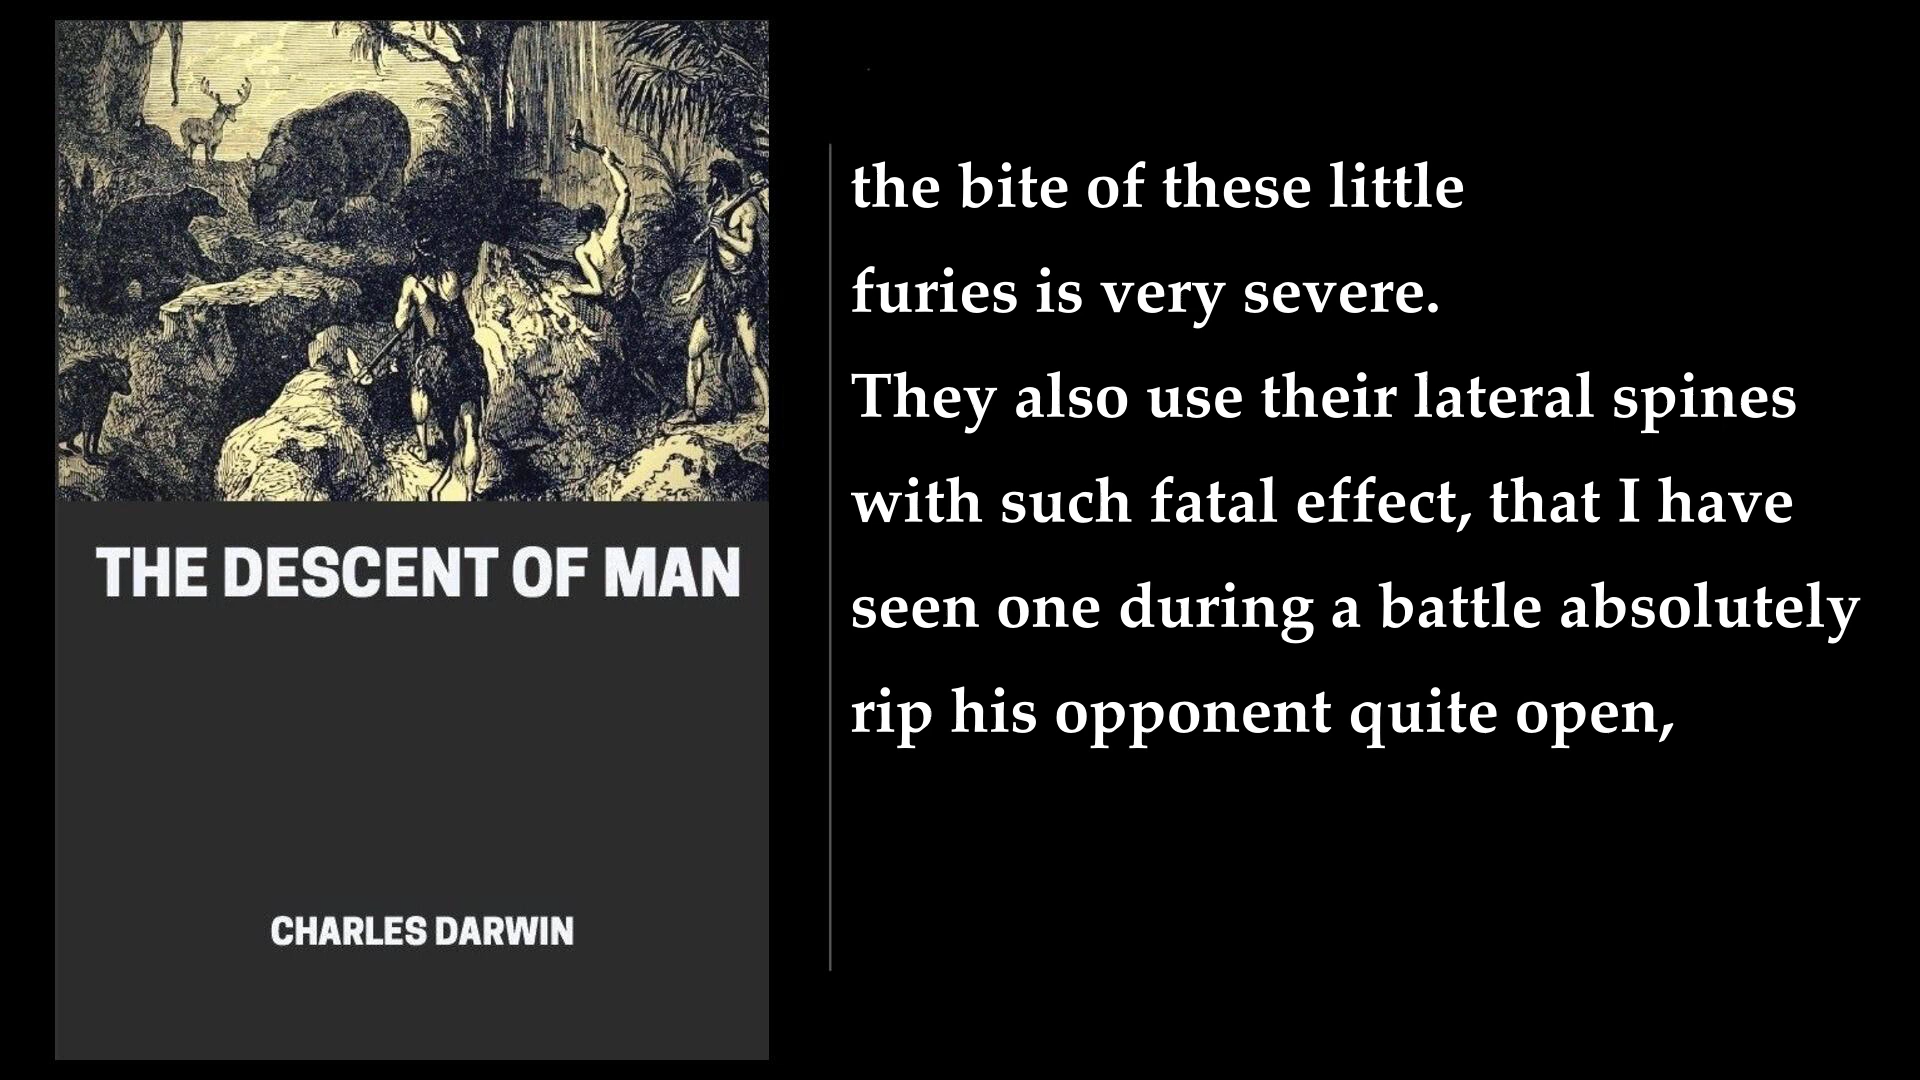 THE DESCENT OF MAN
CHARLES DARWIN
the bite of these little
furies is very severe.
They also use their lateral spines
with such fatal effect, that I have
seen one during a battle absolutely
rip his opponent quite open,